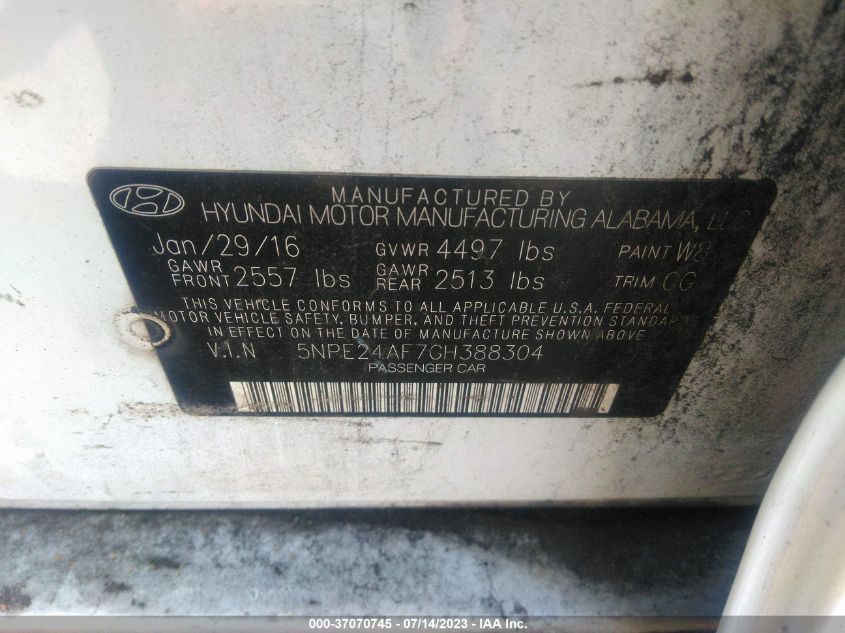 MANUFACTURED BY
HYUNDAI MOTOR MANUFACTURING ALABAMA, LLC
Jan/29/16 GVWR 4497 lbs PAINT W8
GAWR FRONT 2557 lbs GAWR REAR 2513 lbs TRIM
THIS VEHICLE CONFORMS TO ALL APPLICABLE U.S.A. FEDERAL
MOTOR VEHICLE SAFETY, BUMPER, AND THEFT PREVENTION STANDARDS
IN EFFECT ON THE DATE OF MANUFACTURE SHOWN ABOVE
V.I.N 5NPE24AF7GH388304
PASSENGER CAR
000-37070745 - 07/14/2023 - IAA Inc.